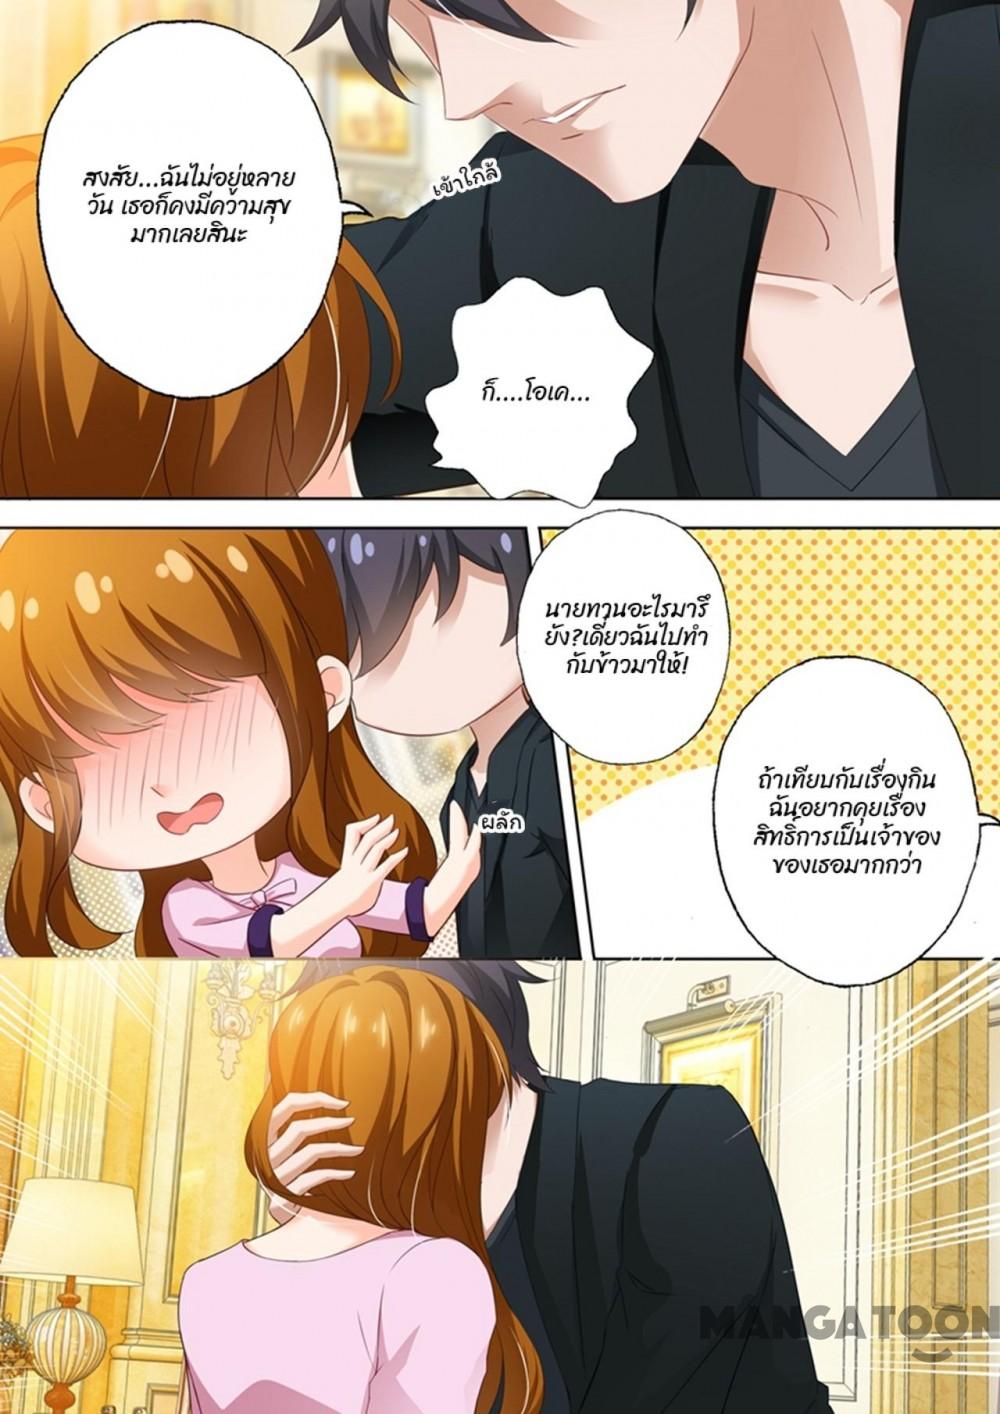 สงสัย...ฉันไม่อยู่หลาย
วัน เธอก็คงมีความสุข
มากเลยสินะ
เข้าใกล้
ก็....โอเค...
นายทานอะไรมารึ
ยัง?เดี๋ยวฉันไปทำ
กับข้าวมาให้!
ผลัก
ถ้าเทียบกับเรื่องกิน
ฉันอยากคุยเรื่อง
สิทธิ์การเป็นเจ้าของ
ของเธอมากกว่า
MANGATOON